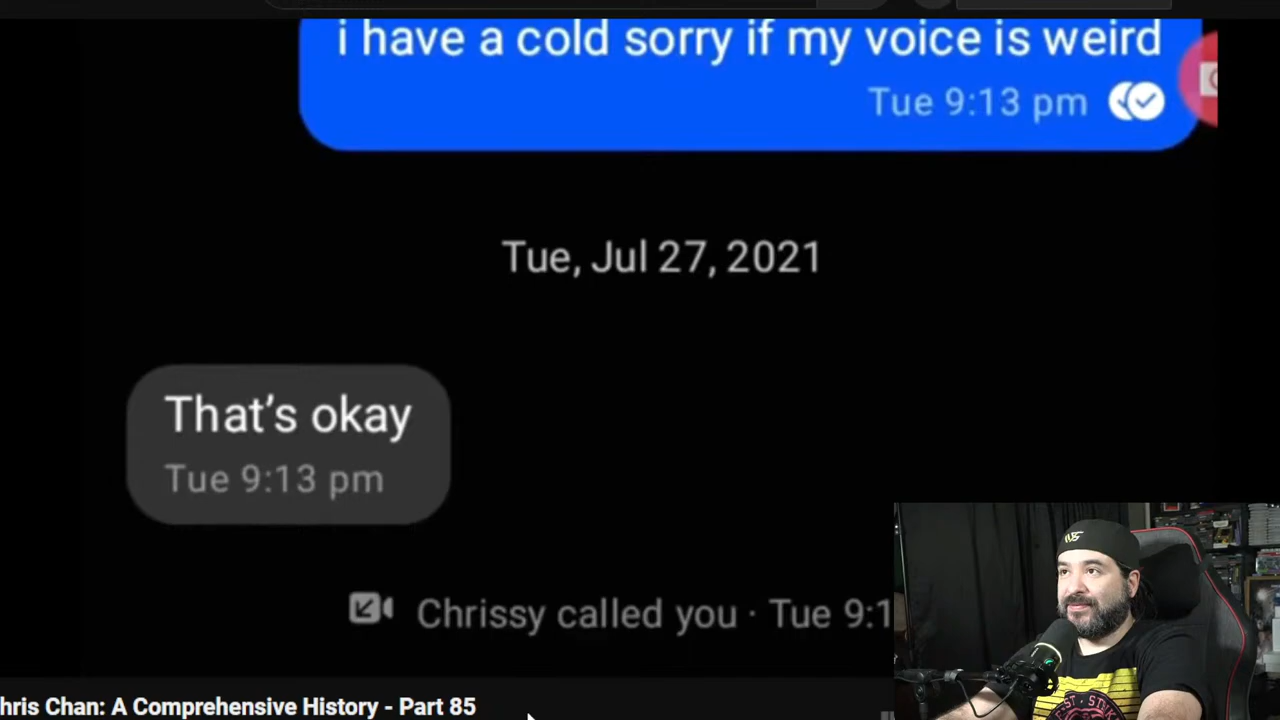 i have a cold sorry if my voice is weird
Tue 9:13 pm
Tue, Jul 27, 2021
That's okay
Tue 9:13 pm
Chrissy called you · Tue 9:1
hris Chan: A Comprehensive History - Part 85